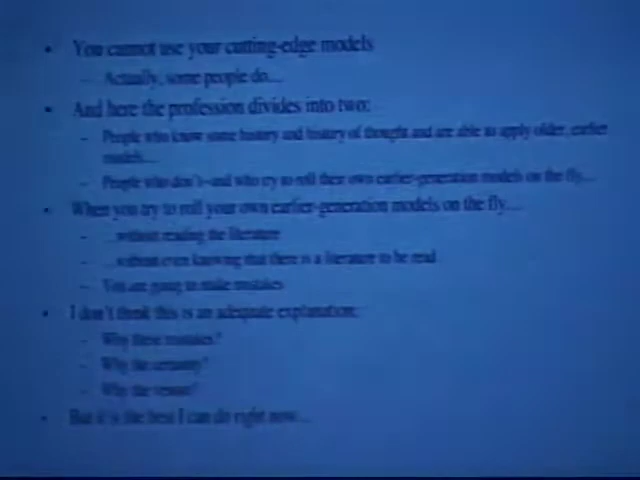 • You cannot use your cutting-edge models
– Actually, some people do...
• And here the profession divides into two:
– People who know some history and history of thought and are able to apply older, earlier
models...
– People who don't–and who try to roll their own earlier-generation models on the fly...
• When you try to roll your own earlier-generation models on the fly...
– ...without reading the literature
– ...without even knowing that there is a literature to be read
– You are going to make mistakes
• I don't think this is an adequate explanation:
– Why these mistakes?
– Why the certainty?
– Why the venom?
• But it is the best I can do right now...